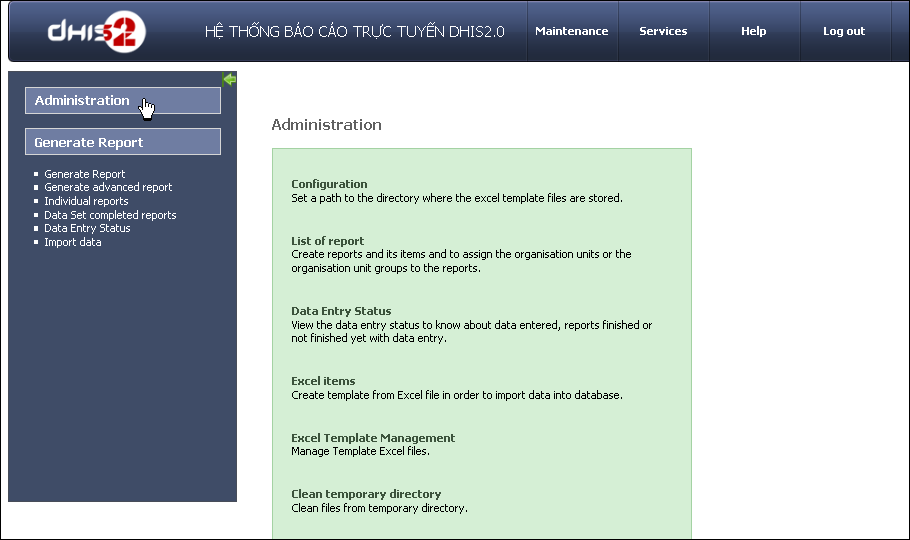 dhis2
HỆ THỐNG BÁO CÁO TRỰC TUYẾN DHIS2.0
Maintenance
Services
Help
Log out
Administration
Generate Report
Generate Report
Generate advanced report
Individual reports
Data Set completed reports
Data Entry Status
Import data
Administration
Configuration
Set a path to the directory where the excel template files are stored.
List of report
Create reports and its items and to assign the organisation units or the
organisation unit groups to the reports.
Data Entry Status
View the data entry status to know about data entered, reports finished or
not finished yet with data entry.
Excel items
Create template from Excel file in order to import data into database.
Excel Template Management
Manage Template Excel files.
Clean temporary directory
Clean files from temporary directory.